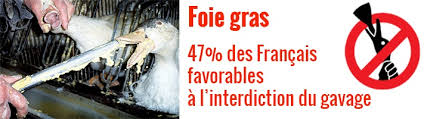 Foie gras
47% des Français
favorables
à l'interdiction du gavage